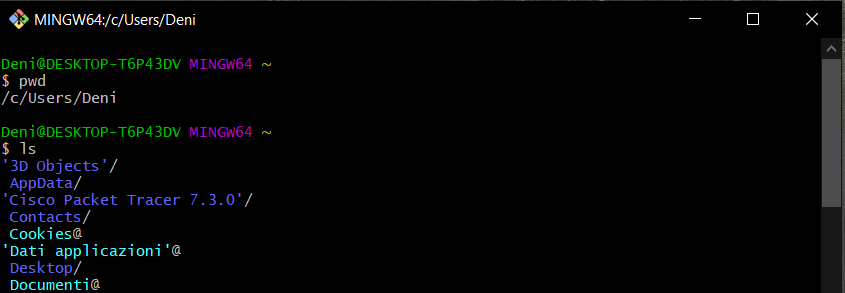 MINGW64:/c/Users/Deni
Deni@DESKTOP-T6P43DV MINGW64 ~
$ pwd
/c/Users/Deni
Deni@DESKTOP-T6P43DV MINGW64 ~
$ ls
'3D Objects'/
AppData/
'Cisco Packet Tracer 7.3.0'/
Contacts/
Cookies@
'Dati applicazioni'@
Desktop/
Documenti@